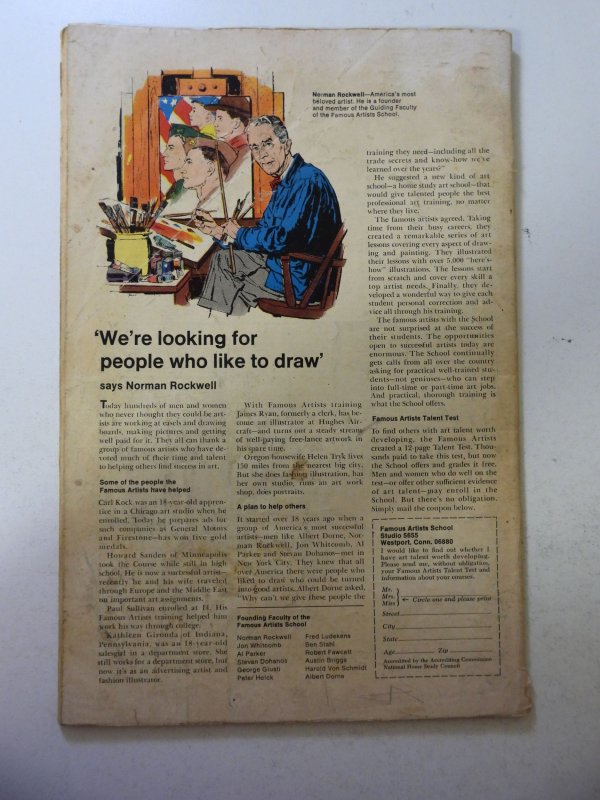 Norman Rockwell—America's most
beloved artist. He is a founder
and member of the Guiding Faculty
of the Famous Artists School.
'We're looking for
people who like to draw'
says Norman Rockwell
Today hundreds of men and women
who never thought they could be art-
ists are working at easels and drawing
boards, making pictures and getting
well paid for it. They all can thank a
group of famous artists who have de-
voted much of their time and talent
to helping others find success in art.
Some of the people the
Famous Artists have helped
Carl Kock was an 18-year-old appren-
tice in a Chicago art studio when he
enrolled. Today he prepares ads for
such companies as General Motors
and Firestone—has won five gold
medals.
Howard Sanden of Minneapolis
took the Course while still in high
school. He is now a successful artist—
recently he and his wife traveled
through Europe and the Middle East
on important art assignments.
Paul Sullivan enrolled at 14. His
Famous Artists training helped him
work his way through college.
Kathleen Gironda of Indiana,
Pennsylvania, was an 18-year-old
salesgirl in a department store. She
still works for a department store, but
now it's as an advertising artist and
fashion illustrator.
With Famous Artists training
James Ryan, formerly a clerk, has be-
come an illustrator at Hughes Air-
craft—and turns out a steady stream
of well-paying free-lance artwork in
his spare time.
Oregon housewife Helen Tryk lives
150 miles from the nearest big city.
But she does fashion illustration, has
her own studio, runs an art work
shop, does portraits.
A plan to help others
It started over 18 years ago when a
group of America's most successful
artists—men like Albert Dorne, Nor-
man Rockwell, Jon Whitcomb, Al
Parker and Stevan Dohanos—met in
New York City. They knew that all
over America there were people who
liked to draw who could be turned
into good artists. Albert Dorne asked,
"Why can't we give these people the
Founding Faculty of the
Famous Artists School
Norman Rockwell
Jon Whitcomb
Al Parker
Stevan Dohanos
George Giusti
Peter Helck
Fred Ludekens
Ben Stahl
Robert Fawcett
Austin Briggs
Harold Von Schmidt
Albert Dorne
training they need—including all the
trade secrets and know-how we've
learned over the years?"
He suggested a new kind of art
school—a home study art school—that
would give talented people the best
professional art training, no matter
where they live.
The famous artists agreed. Taking
time from their busy careers, they
created a remarkable series of art
lessons covering every aspect of draw-
ing and painting. They illustrated
their lessons with over 5,000 "here's
how" illustrations. The lessons start
from scratch and cover every skill a
top artist needs. Finally, they de-
veloped a wonderful way to give each
student personal correction and ad-
vice all through his training.
The famous artists with the School
are not surprised at the success of
their students. The opportunities
open to successful artists today are
enormous. The School continually
gets calls from all over the country
asking for practical well-trained stu-
dents—not geniuses—who can step
into full-time or part-time art jobs.
And practical, thorough training is
what the School offers.
Famous Artists Talent Test
To find others with art talent worth
developing, the Famous Artists
created a 12-page Talent Test. Thou-
sands paid to take this test, but now
the School offers and grades it free.
Men and women who do well on the
test—or offer other sufficient evidence
of art talent—may enroll in the
School. But there's no obligation.
Simply mail the coupon below.
Famous Artists School
Studio 5655
Westport, Conn. 06880
I would like to find out whether I
have art talent worth developing.
Please send me, without obligation,
your Famous Artists Talent Test and
information about your courses.
Mr.
Mrs.
Miss
← Circle one and please print
Street
City
State
Age Zip
Accredited by the Accrediting Commission
National Home Study Council